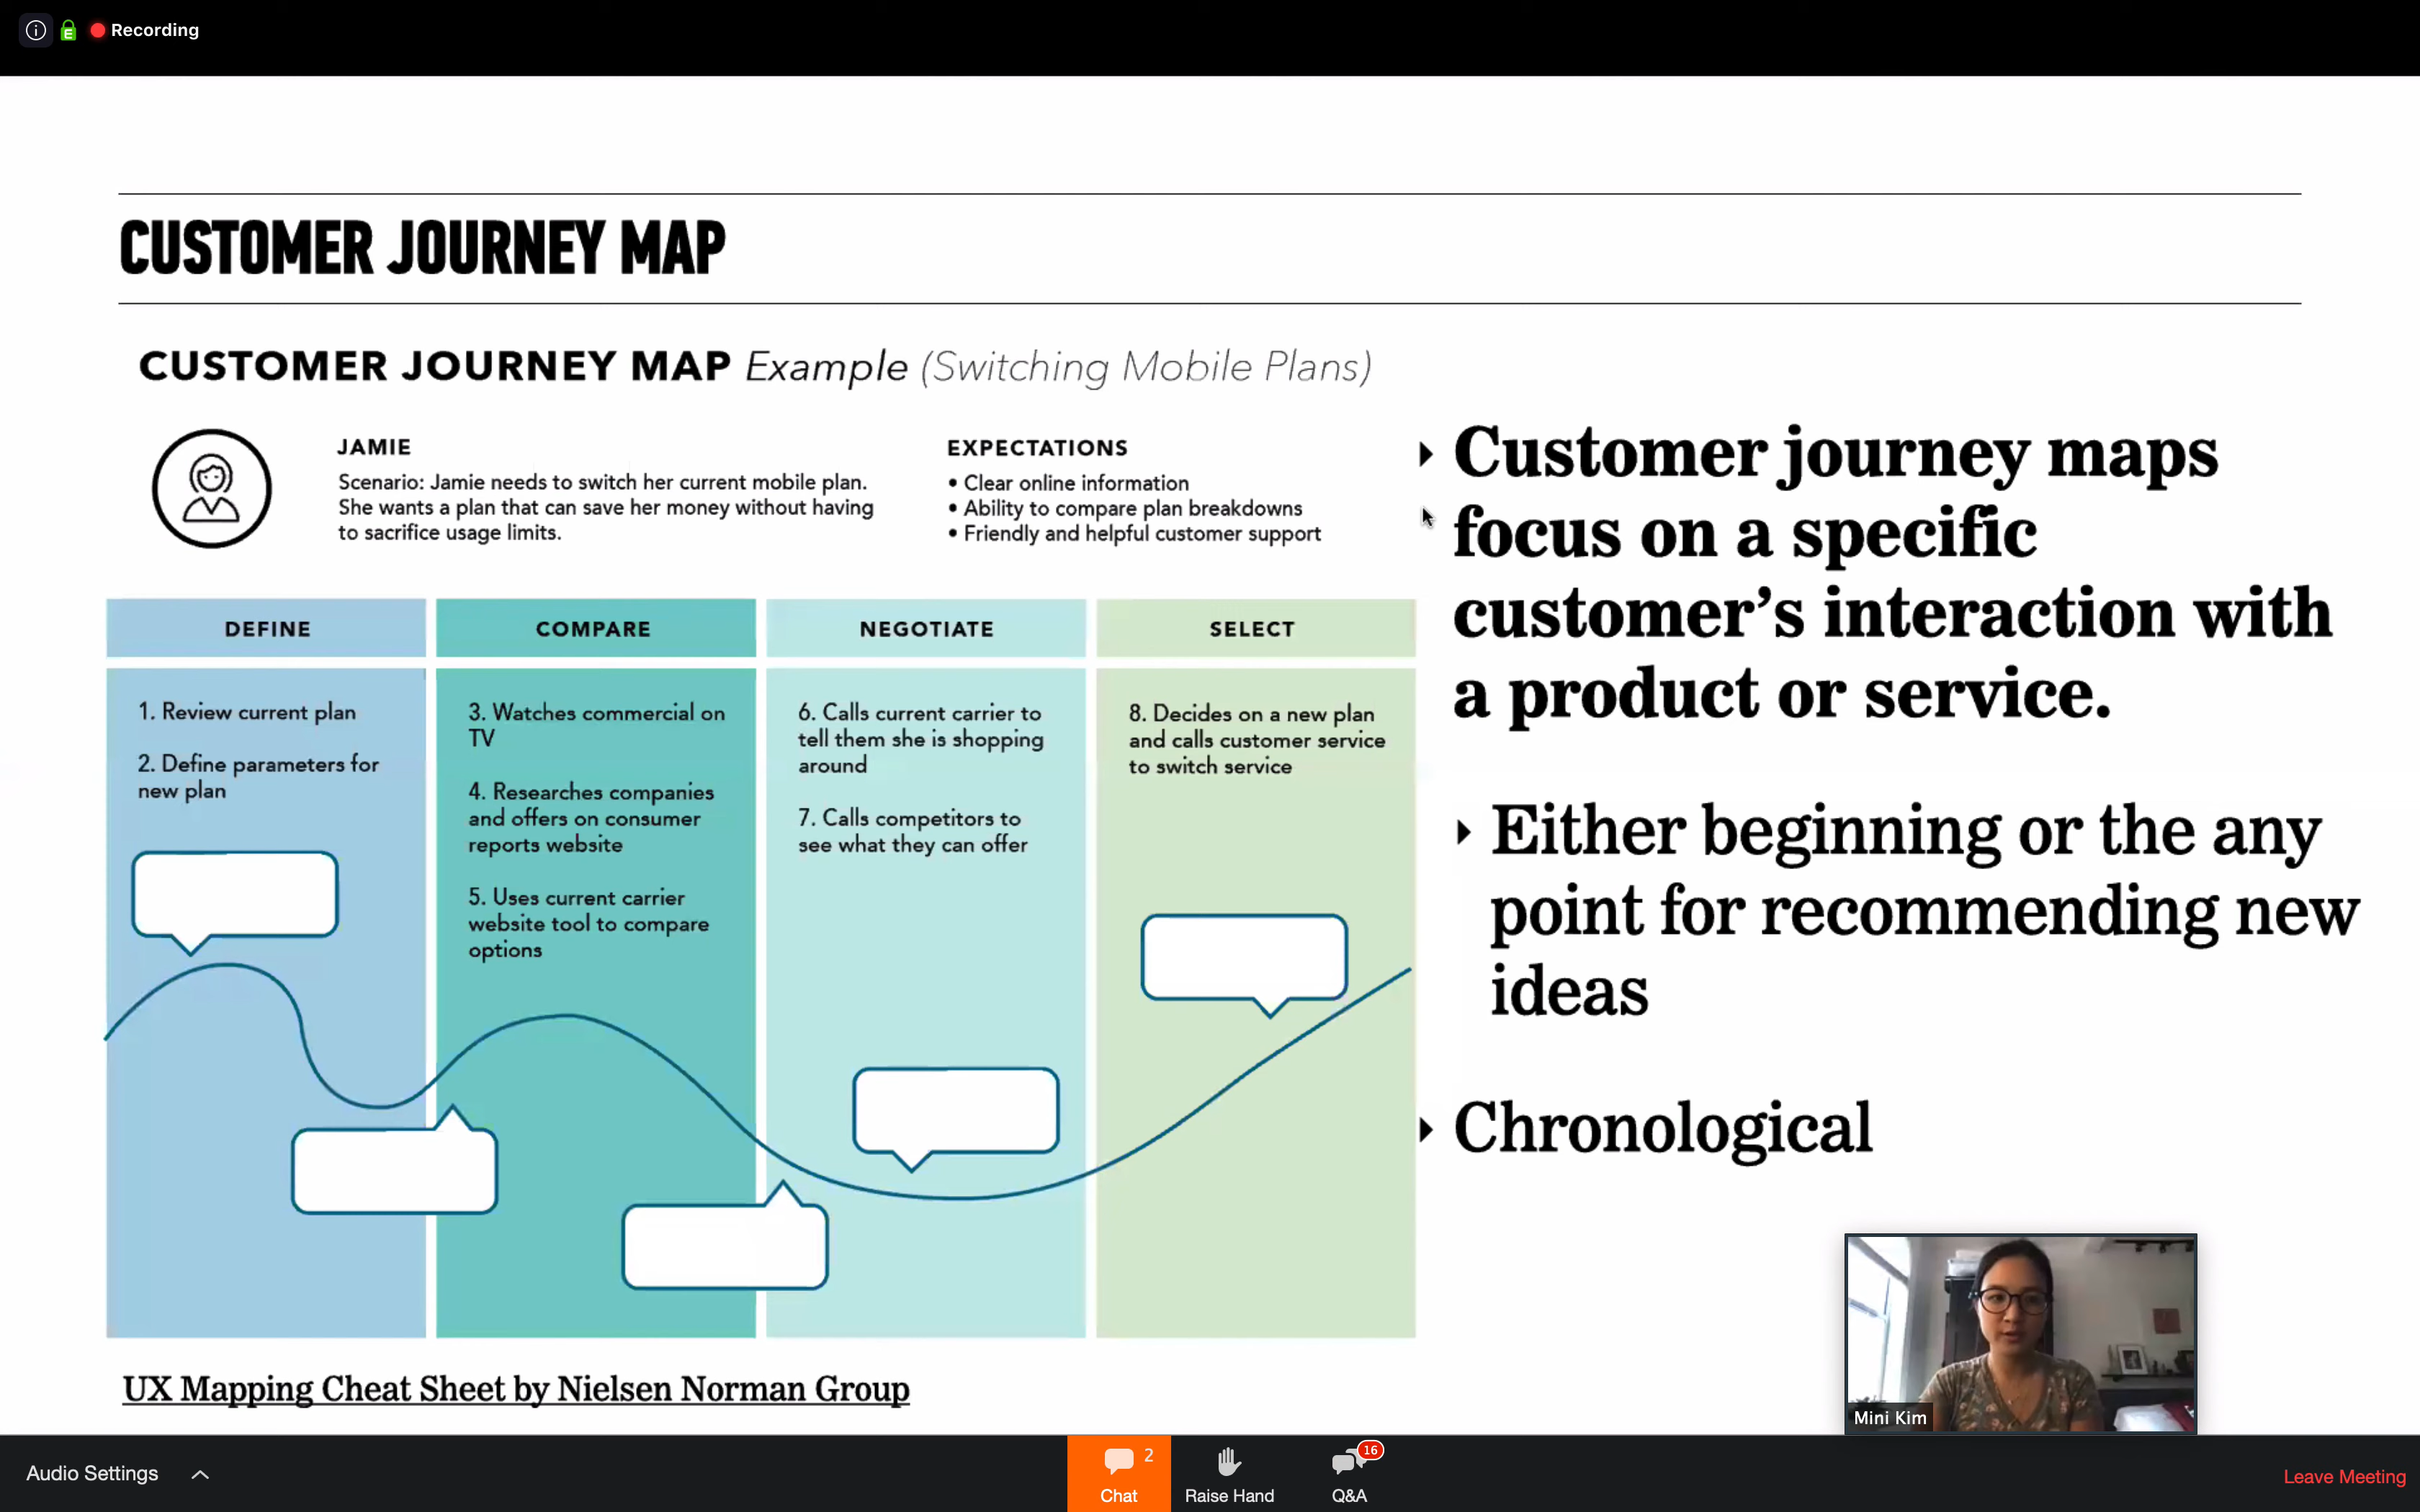 Recording
CUSTOMER JOURNEY MAP
CUSTOMER JOURNEY MAP Example (Switching Mobile Plans)
JAMIE
Scenario: Jamie needs to switch her current mobile plan.
She wants a plan that can save her money without having
to sacrifice usage limits.
EXPECTATIONS
• Clear online information
• Ability to compare plan breakdowns
• Friendly and helpful customer support
DEFINE
1. Review current plan
2. Define parameters for
new plan
COMPARE
3. Watches commercial on
TV
4. Researches companies
and offers on consumer
reports website
5. Uses current carrier
website tool to compare
options
NEGOTIATE
6. Calls current carrier to
tell them she is shopping
around
7. Calls competitors to
see what they can offer
SELECT
8. Decides on a new plan
and calls customer service
to switch service
UX Mapping Cheat Sheet by Nielsen Norman Group
‣ Customer journey maps
focus on a specific
customer’s interaction with
a product or service.
‣ Either beginning or the any
point for recommending new
ideas
‣ Chronological
Mini Kim
Audio Settings
2
Chat
Raise Hand
16
Q&A
Leave Meeting